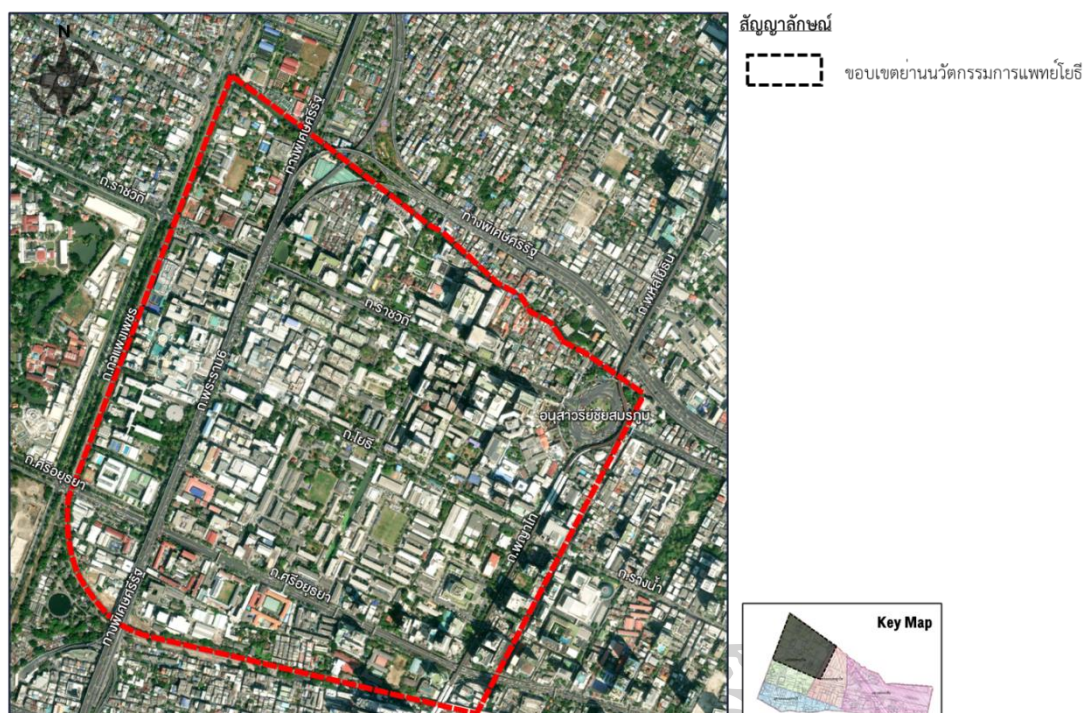 สัญญาลักษณ์
ขอบเขตย่านนวัตกรรมการแพทย์โยธี
N
ทางพิเศษศรีรัช
ถ.ราชวิถี
ทางพิเศษศรีรัช
ถ.พหลโยธิน
ถ.กำแพงเพชร
ถ.ราชวิถี
ถ.พระราม6
อนุสาวรีย์ชัยสมรภูมิ
ถ.โยธี
ถ.ศรีอยุธยา
ถ.พญาไท
ถ.ศรีอยุธยา
ถ.รางน้ำ
ทางพิเศษศรีรัช
Key Map